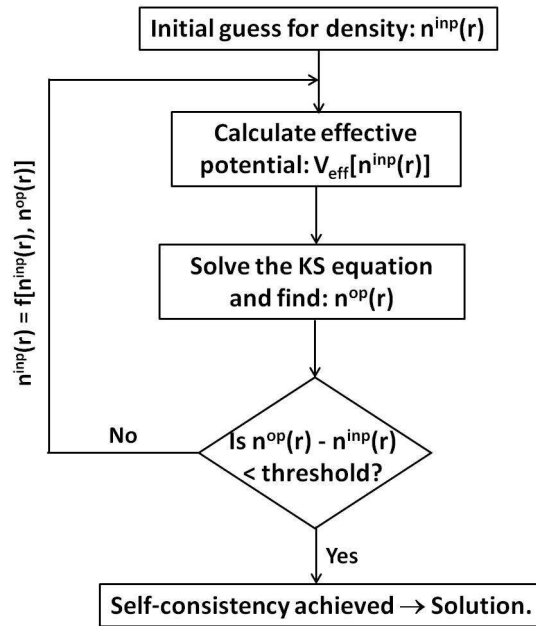 Initial guess for density: n^inp(r)
Calculate effective
potential: V_eff[n^inp(r)]
Solve the KS equation
and find: n^op(r)
n^inp(r) = f[n^inp(r), n^op(r)]
No
Is n^op(r) - n^inp(r)
< threshold?
Yes
Self-consistency achieved → Solution.